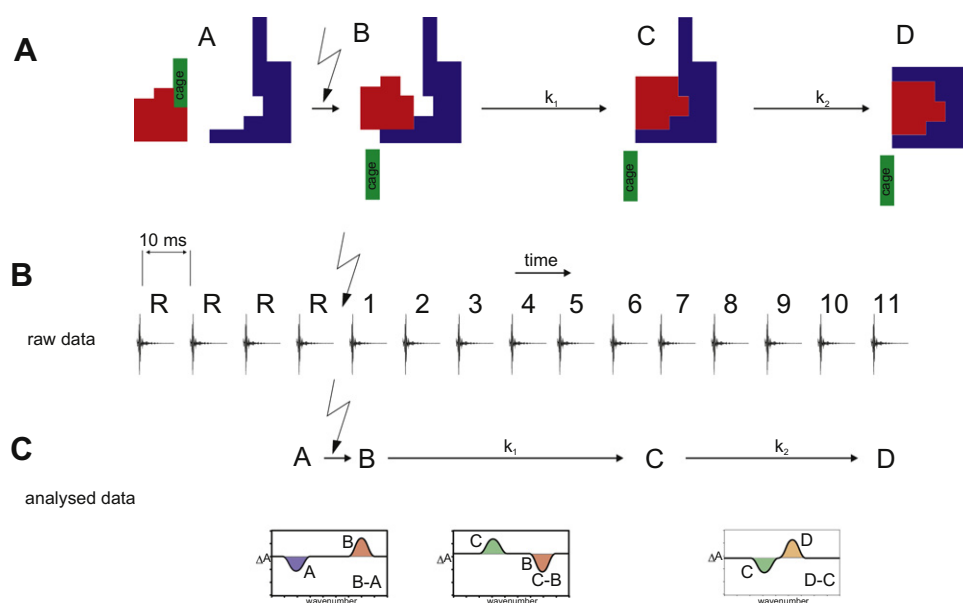 A
A B C D
cage
k₁ k₂
cage
cage
cage
10 ms
time
B
R R R R 1 2 3 4 5 6 7 8 9 10 11
raw data
C
A B k₁ C k₂ D
analysed data
ΔA B A B-A
wavenumber
ΔA C B C-B
wavenumber
ΔA C D D-C
wavenumber